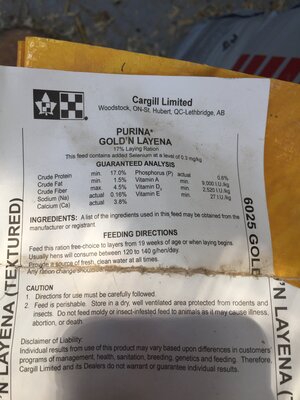 Cargill Limited
Woodstock, ON-St. Hubert, QC-Lethbridge, AB
PURINA*
GOLD'N LAYENA
17% Laying Ration
This feed contains added Selenium at a level of 0.3 mg/kg
GUARANTEED ANALYSIS
Crude Protein min. 17.0% Phosphorus (P) actual 0.6%
Crude Fat min. 1.5% Vitamin A min. 9,000 I.U./kg
Crude Fiber max. 4.5% Vitamin D3 min. 2,520 I.U./kg
Sodium (Na) actual 0.16% Vitamin E min. 27 I.U./kg
Calcium (Ca) actual 3.8%
INGREDIENTS: A list of the ingredients used in this feed may be obtained from the
manufacturer or registrant
FEEDING DIRECTIONS
Feed this ration free-choice to layers from 19 weeks of age or when laying begins.
Usually hens will consume between 120 to 140 g/hen/day.
Provide a source of fresh, clean water at all times.
Any ration changes
CAUTION
1. Directions for use must be carefully followed.
2. Feed is perishable. Store in a dry, well ventilated area protected from rodents and
insects. Do not feed moldy or insect-infested feed to animals as it may cause illness,
abortion, or death
Disclaimer of Liability:
Individual results from use of this product may vary based upon differences in customers'
programs of management, health, sanitation, breeding, genetics and feeding. Therefore,
Cargill Limited and its Dealers do not warrant or guarantee individual results.
6025 GOLD'N LAYENA (TEXTURED)
'N LAYENA (TEXTURED)